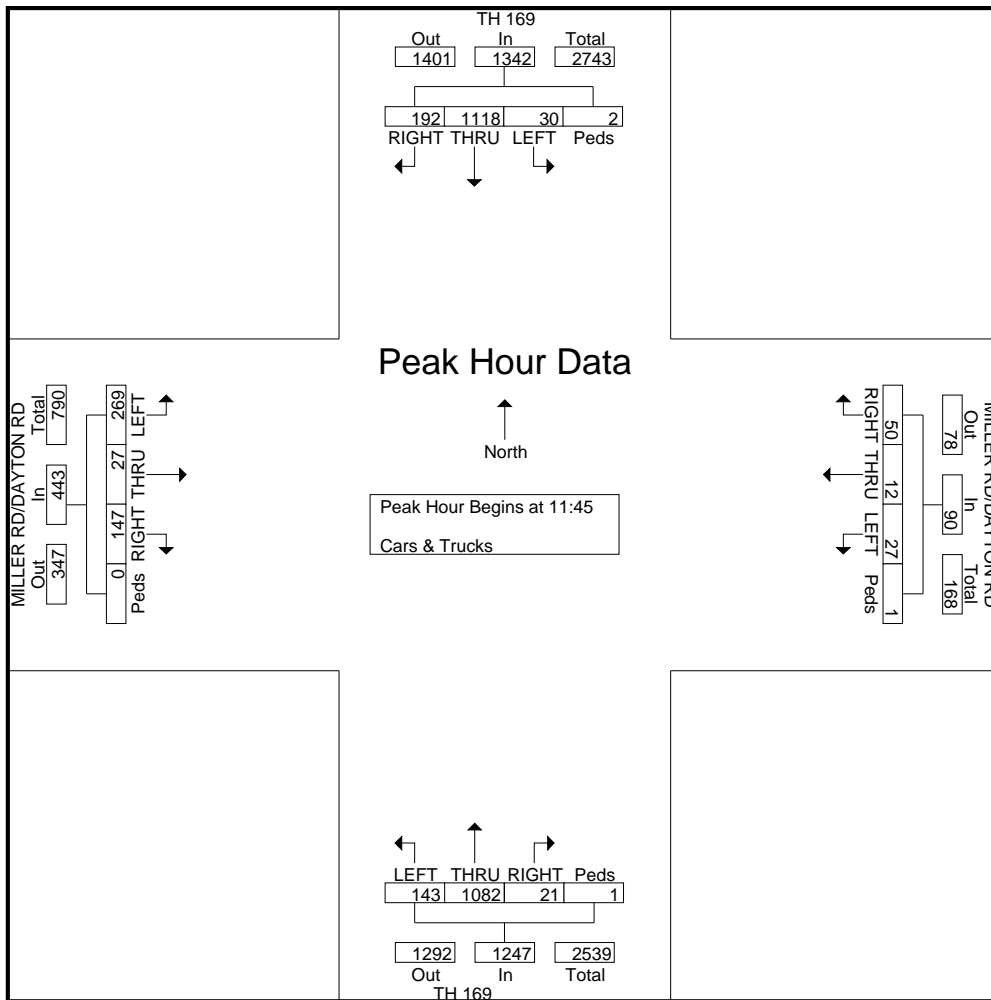 TH 169
Out In Total
1401 1342 2743
192 1118 30 2
RIGHT THRU LEFT Peds
Peak Hour Data
North
Peak Hour Begins at 11:45
Cars & Trucks
MILLER RD/DAYTON RD
Total In Out
790 443 347
269 27 147 0
LEFT THRU RIGHT Peds
MILLER RD/DAYTON RD
Out In Total
78 90 168
50 12 27 1
RIGHT THRU LEFT Peds
LEFT THRU RIGHT Peds
143 1082 21 1
1292 1247 2539
Out In Total
TH 169